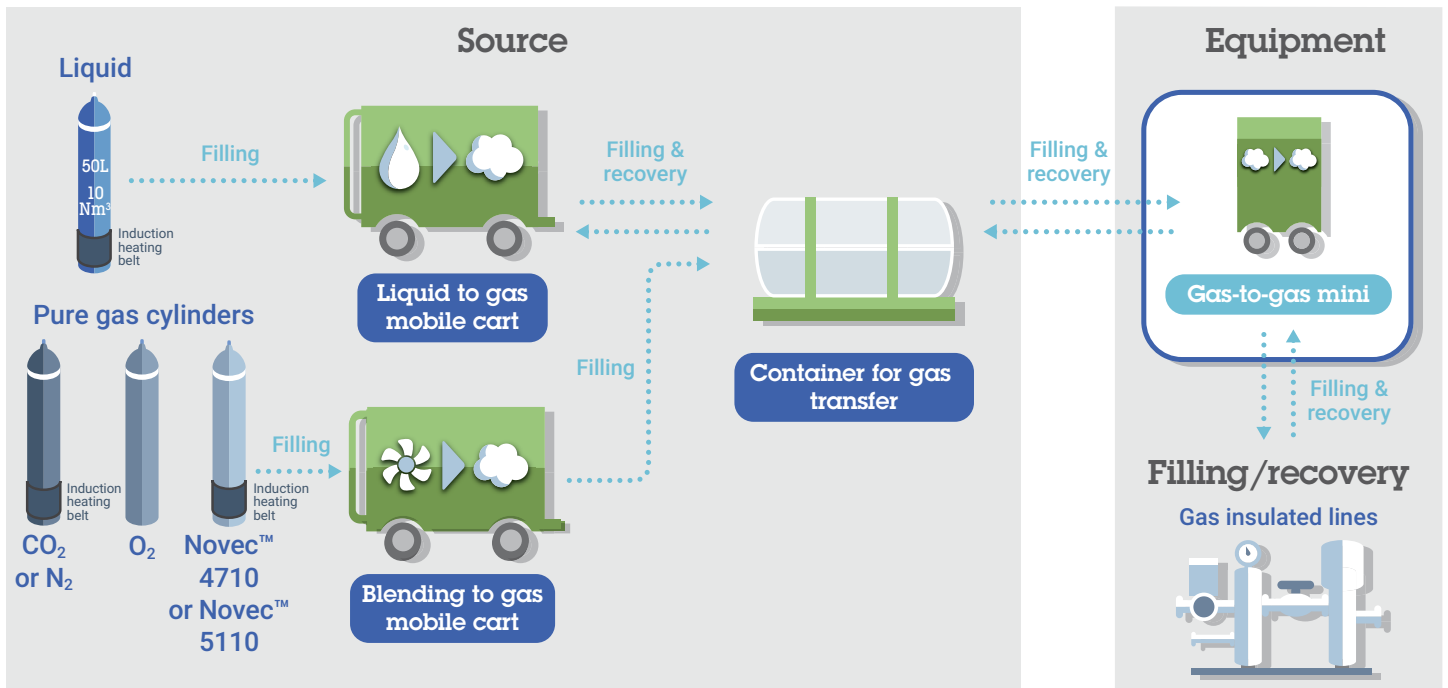 Source
Equipment
Liquid
50L
10
Nm³
Induction
heating
belt
Filling
Liquid to gas
mobile cart
Filling &
recovery
Filling &
recovery
Gas-to-gas mini
Pure gas cylinders
Induction
heating
belt
Induction
heating
belt
CO₂
or N₂
O₂
Novec™
4710
or Novec™
5110
Filling
Blending to gas
mobile cart
Filling
Container for gas
transfer
Filling &
recovery
Filling/recovery
Gas insulated lines